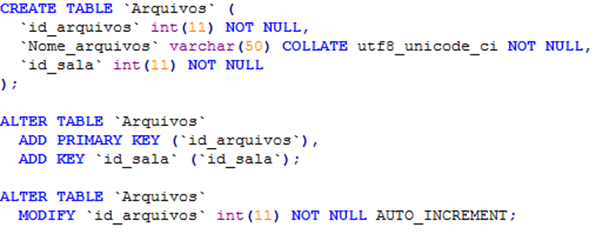 CREATE TABLE `Arquivos` (
`id_arquivos` int(11) NOT NULL,
`Nome_arquivos` varchar(50) COLLATE utf8_unicode_ci NOT NULL,
`id_sala` int(11) NOT NULL
);
ALTER TABLE `Arquivos`
ADD PRIMARY KEY (`id_arquivos`),
ADD KEY `id_sala` (`id_sala`);
ALTER TABLE `Arquivos`
MODIFY `id_arquivos` int(11) NOT NULL AUTO_INCREMENT;